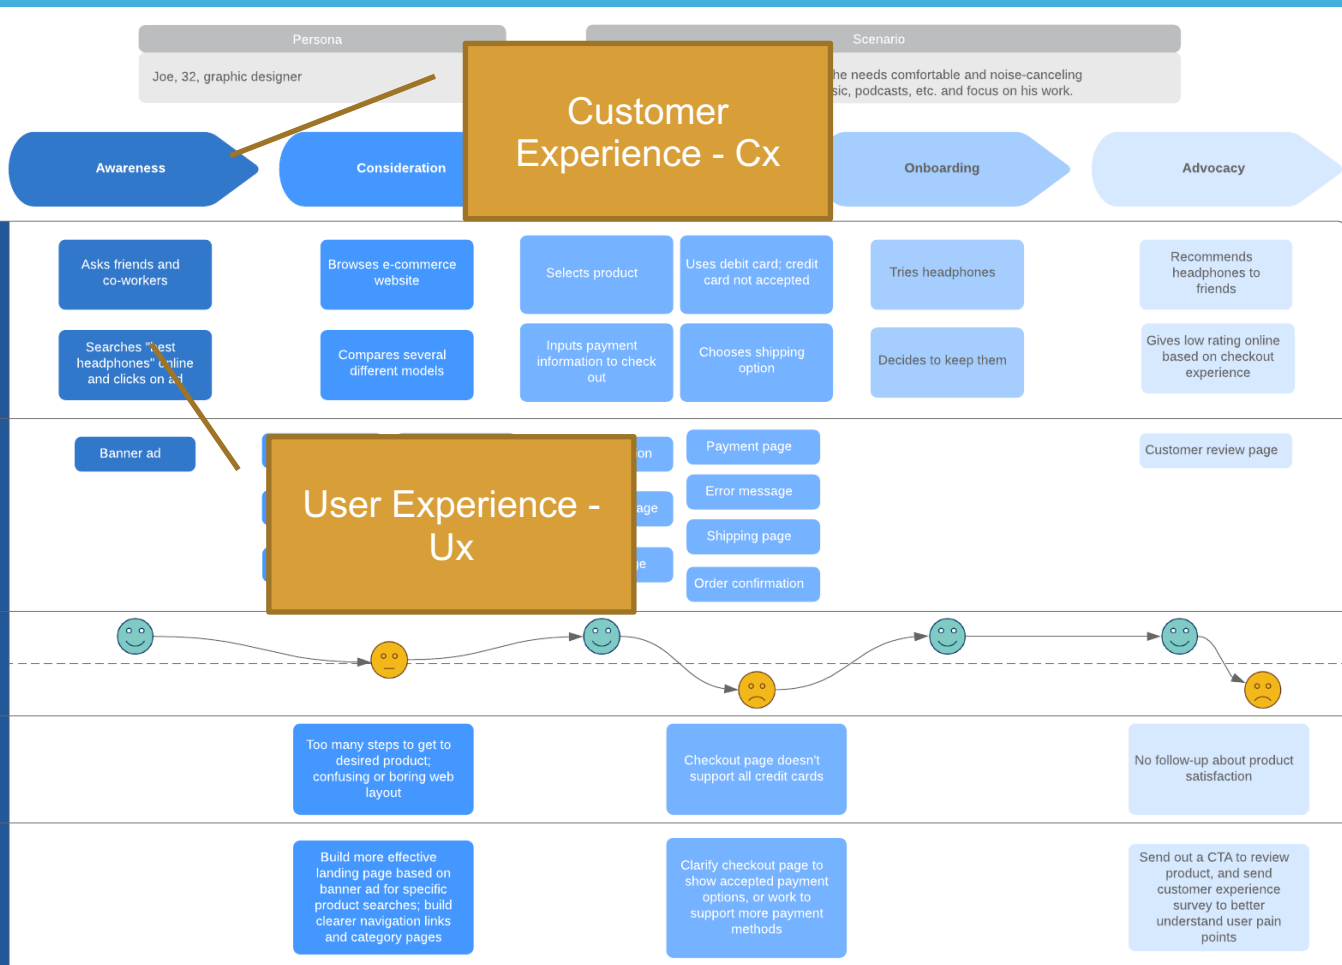 Persona
Scenario
Joe, 32, graphic designer
he needs comfortable and noise-canceling
podcasts, etc. and focus on his work.
Customer
Experience - Cx
Awareness
Consideration
Onboarding
Advocacy
Asks friends and
co-workers
Browses e-commerce
website
Selects product
Uses debit card; credit
card not accepted
Tries headphones
Recommends
headphones to
friends
Searches "best
headphones" online
and clicks on ad
Compares several
different models
Inputs payment
information to check
out
Chooses shipping
option
Decides to keep them
Gives low rating online
based on checkout
experience
Banner ad
User Experience -
Ux
Payment page
Error message
Shipping page
Order confirmation
Customer review page
Too many steps to get to
desired product;
confusing or boring web
layout
Checkout page doesn't
support all credit cards
No follow-up about product
satisfaction
Build more effective
landing page based on
banner ad for specific
product searches; build
clearer navigation links
and category pages
Clarify checkout page to
show accepted payment
options, or work to
support more payment
methods
Send out a CTA to review
product, and send
customer experience
survey to better
understand user pain
points